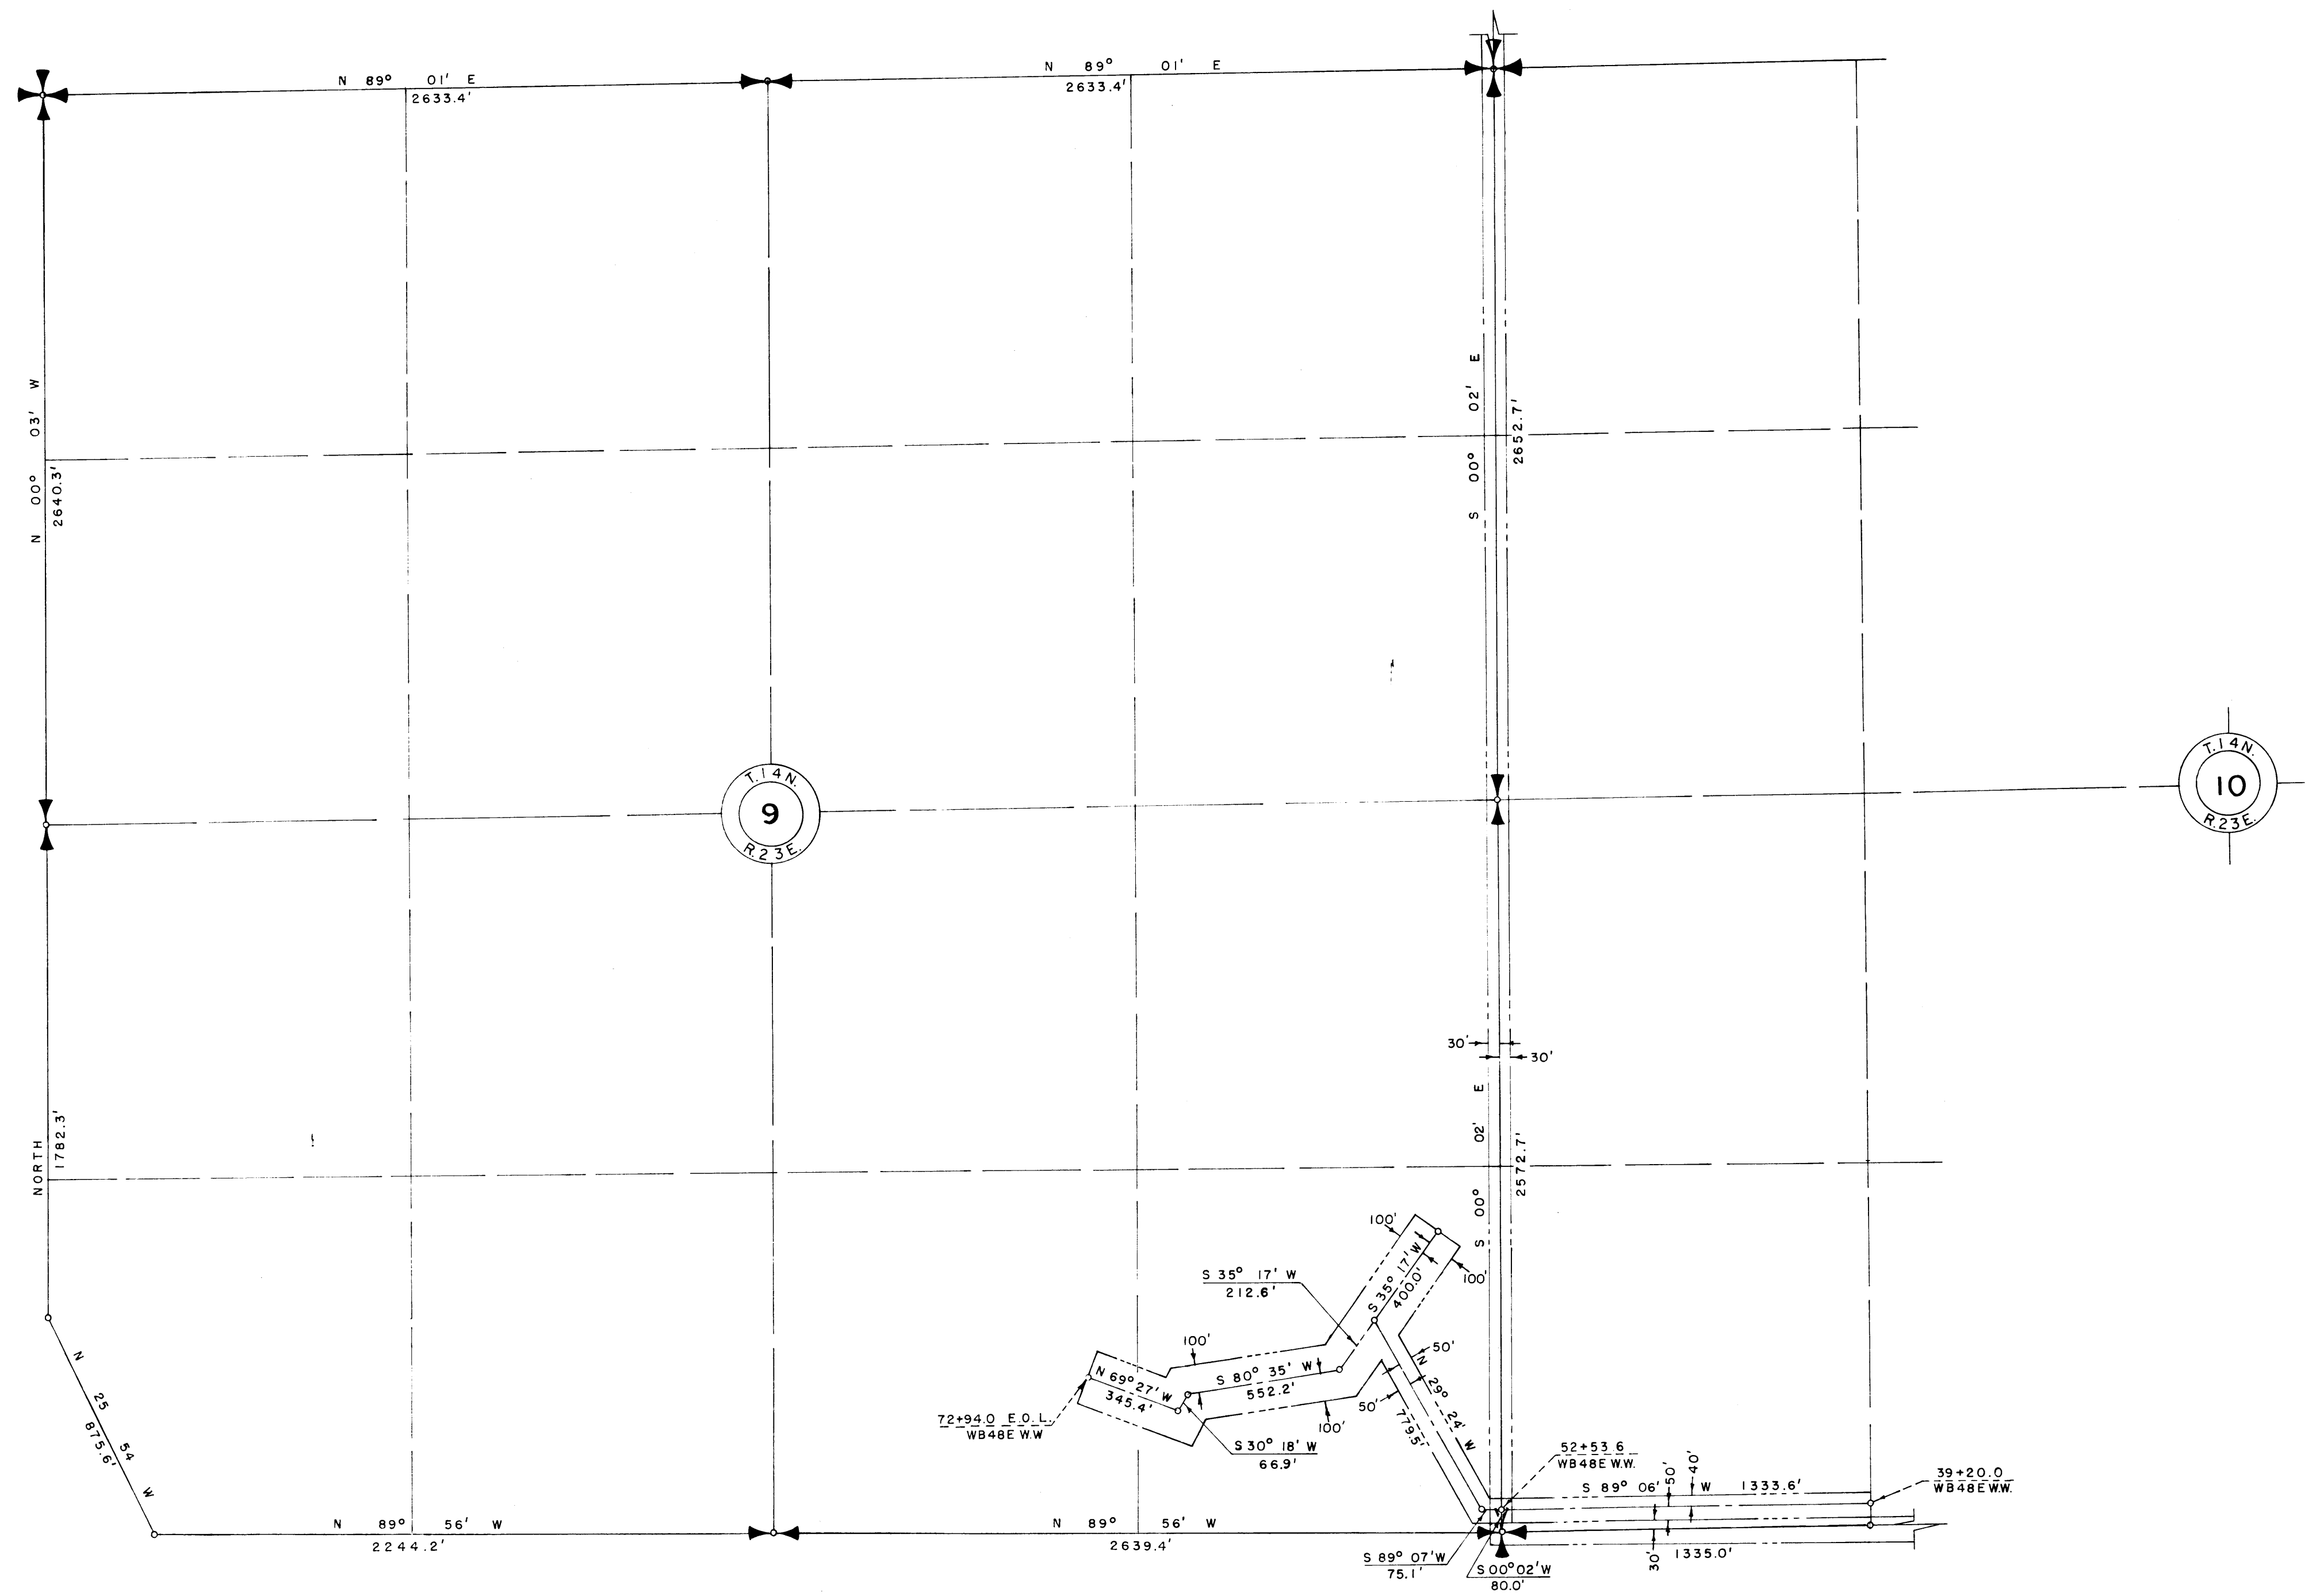 N 89° 01' E
2633.4'
N 89° 01' E
2633.4'
N 00° 03' W
2640.3'
S 00° 02' E
2652.7'
T.14N.
9
R.23E.
T.14N.
10
R.23E.
30'
30'
NORTH
1782.3'
S 00° 02' E
2572.7'
100'
S 35° 17' W
400.0'
100'
S 35° 17' W
212.6'
100'
N 69° 27' W
345.4'
S 80° 35' W
552.2'
50'
N 29° 24' W
779.5'
50'
100'
72+94.0 E.O.L.
WB48E W.W
S 30° 18' W
66.9'
52+53.6
WB48E W.W.
S 89° 06' W 1333.6'
50'
40'
39+20.0
WB48E W.W.
N 25 54 W
875.6'
N 89° 56' W
2244.2'
N 89° 56' W
2639.4'
S 89° 07' W
75.1'
S 00° 02' W
80.0'
30'
1335.0'